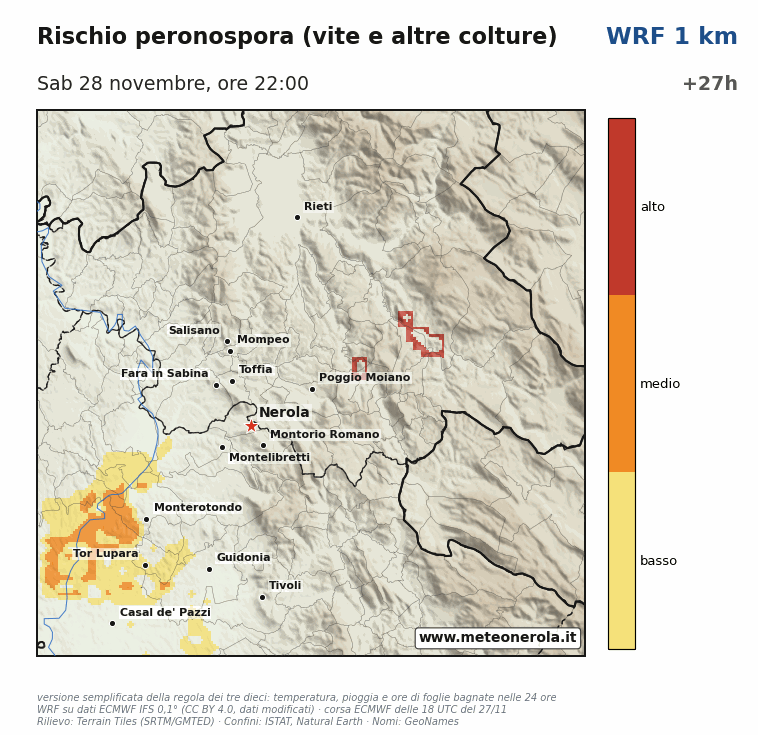 Rischio peronospora (vite e altre colture)
WRF 1 km
Sab 28 novembre, ore 22:00
+27h
Rieti
alto
Salisano
Mompeo
Fara in Sabina
Toffia
Poggio Moiano
medio
Nerola
Montorio Romano
Montelibretti
Monterotondo
Tor Lupara
Guidonia
basso
Tivoli
Casal de' Pazzi
www.meteonerola.it
versione semplificata della regola dei tre dieci: temperatura, pioggia e ore di foglie bagnate nelle 24 ore
WRF su dati ECMWF IFS 0,1° (CC BY 4.0, dati modificati) · corsa ECMWF delle 18 UTC del 27/11
Rilievo: Terrain Tiles (SRTM/GMTED) · Confini: ISTAT, Natural Earth · Nomi: GeoNames